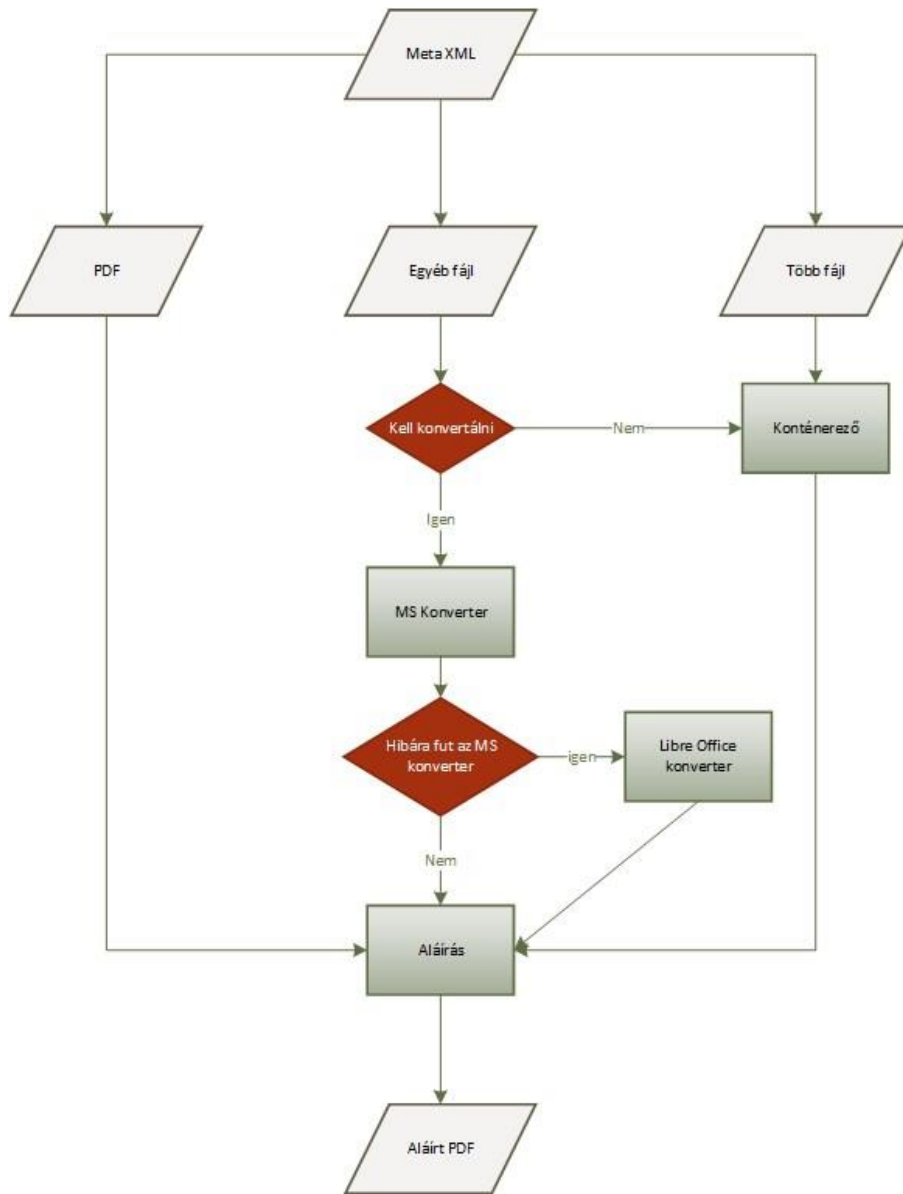 Meta XML
PDF
Egyéb fájl
Több fájl
Kell konvertálni
Nem
Konténerező
Igen
MS Konverter
Hibára fut az MS
konverter
igen
Libre Office
konverter
Nem
Aláírás
Aláírt PDF